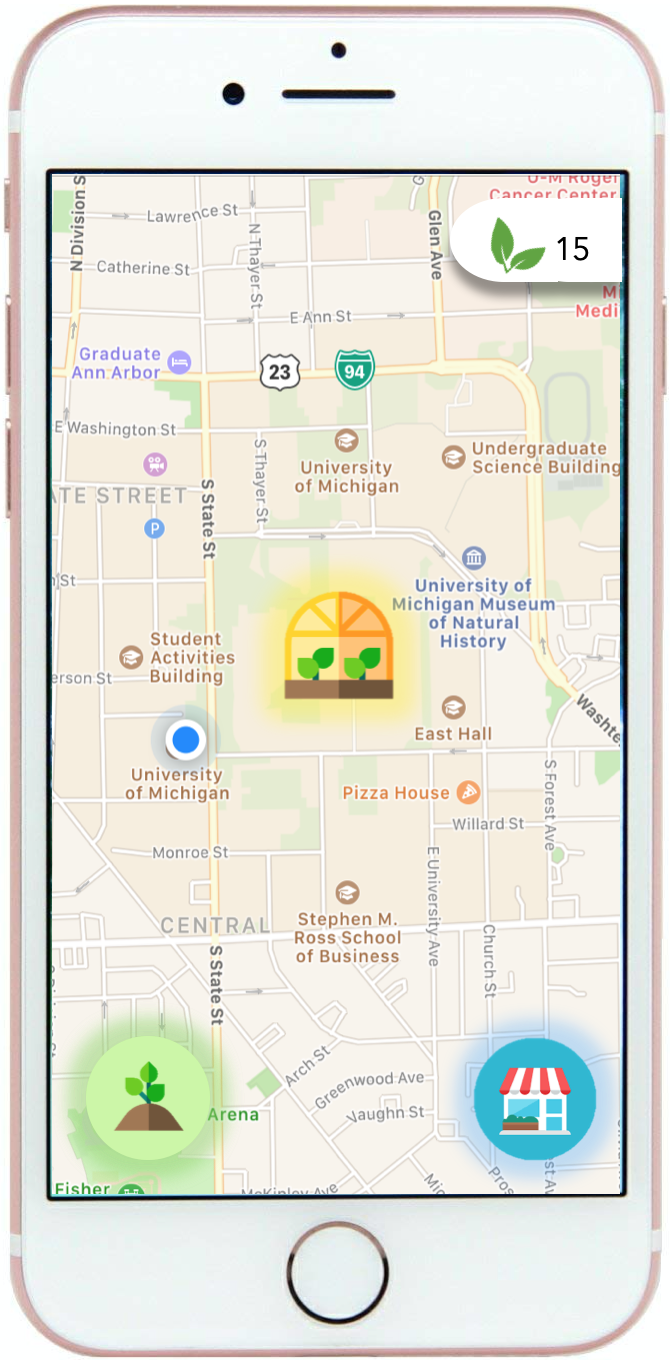 U-M Roger
Cancer Center
N Division S
Lawrence St
N Thayer St
Glen Ave
15
Catherine St
M
Medi
E Ann St
Graduate
Ann Arbor
23
94
E Washington St
S Thayer St
University
of Michigan
Undergraduate
Science Building
ATE STREET
S State St
P
St
University of
Michigan Museum
of Natural
History
Student
Activities
Building
erson St
East Hall
Washte
University
of Michigan
Pizza House
S Forest Ave
Willard St
Monroe St
E University Ave
Stephen M.
Ross School
of Business
CENTRAL
Church St
S State St
Arch St
Greenwood Ave
Vaughn St
Arena
st Av
Fisher
McKinley Ave
Mic
Pros